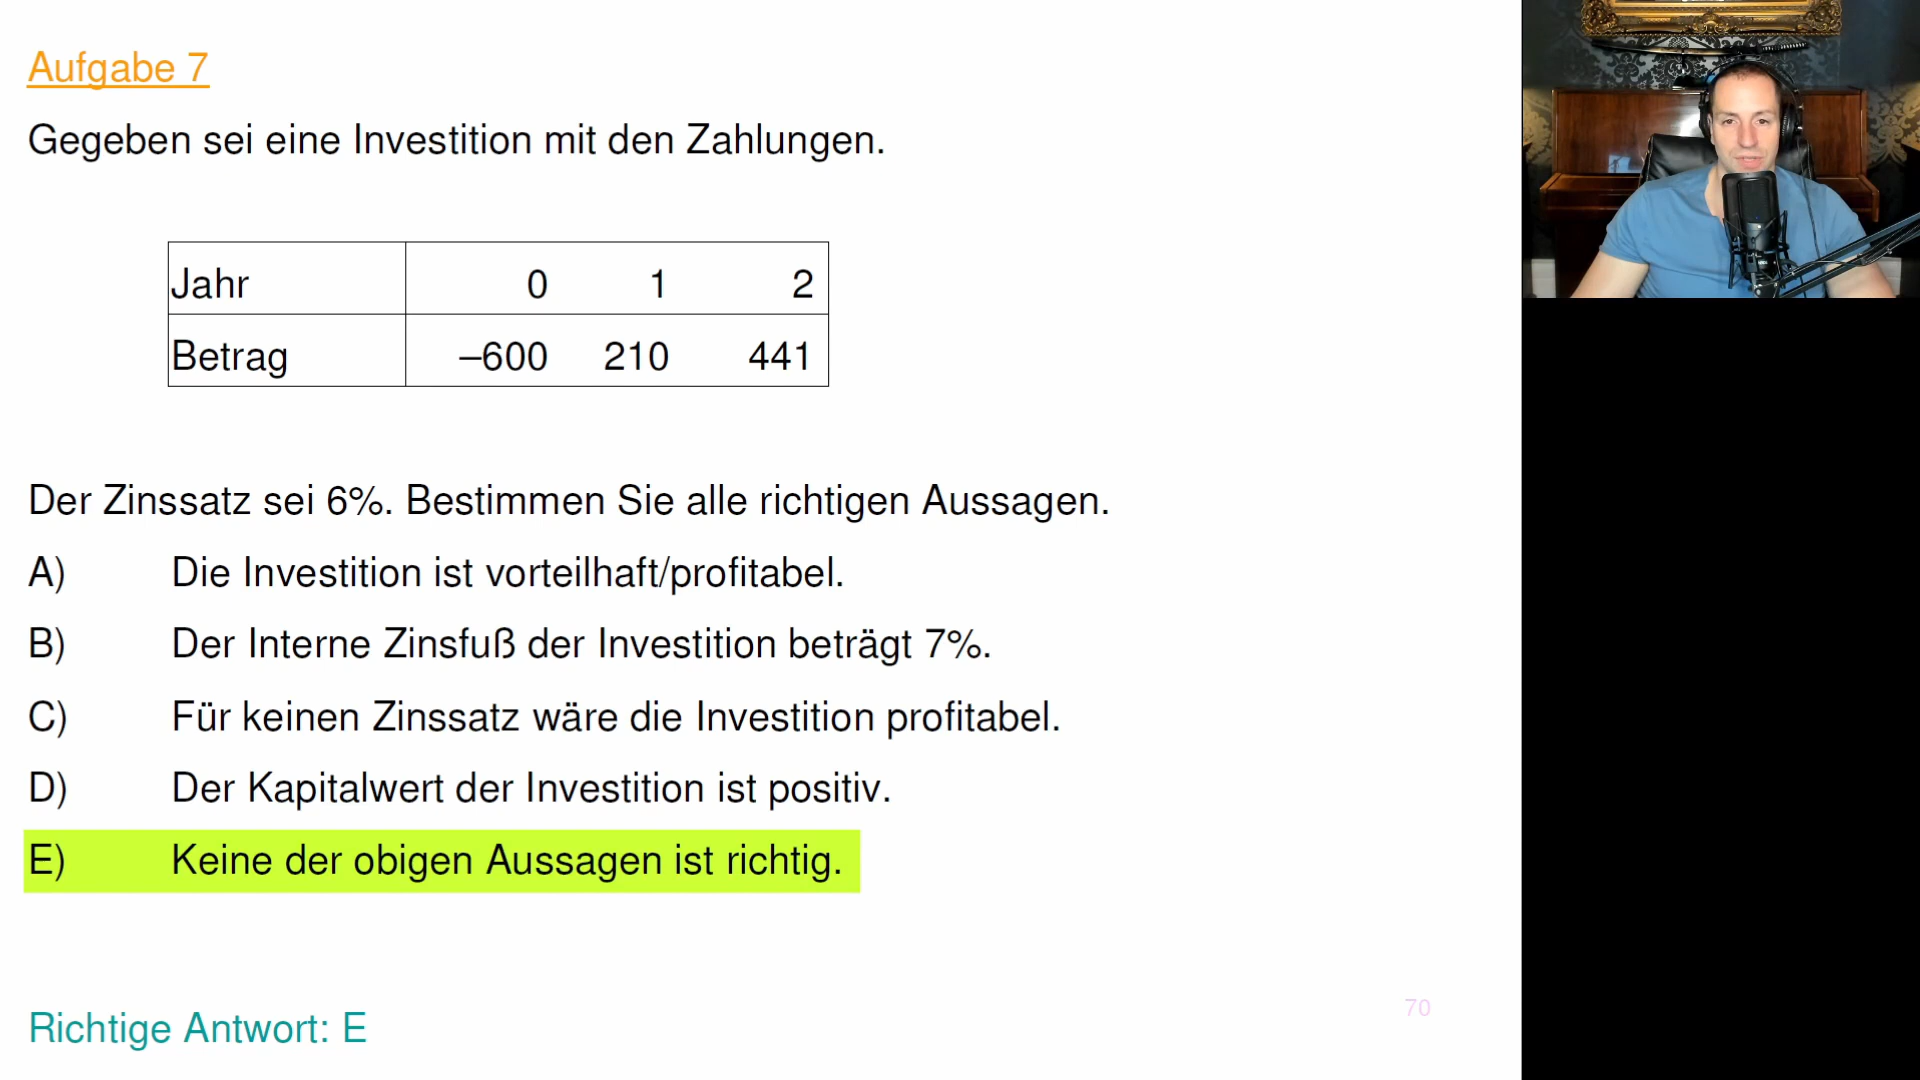 Aufgabe 7
Gegeben sei eine Investition mit den Zahlungen.
Jahr 0 1 2
Betrag –600 210 441
Der Zinssatz sei 6%. Bestimmen Sie alle richtigen Aussagen.
A) Die Investition ist vorteilhaft/profitabel.
B) Der Interne Zinsfuß der Investition beträgt 7%.
C) Für keinen Zinssatz wäre die Investition profitabel.
D) Der Kapitalwert der Investition ist positiv.
E) Keine der obigen Aussagen ist richtig.
70
Richtige Antwort: E